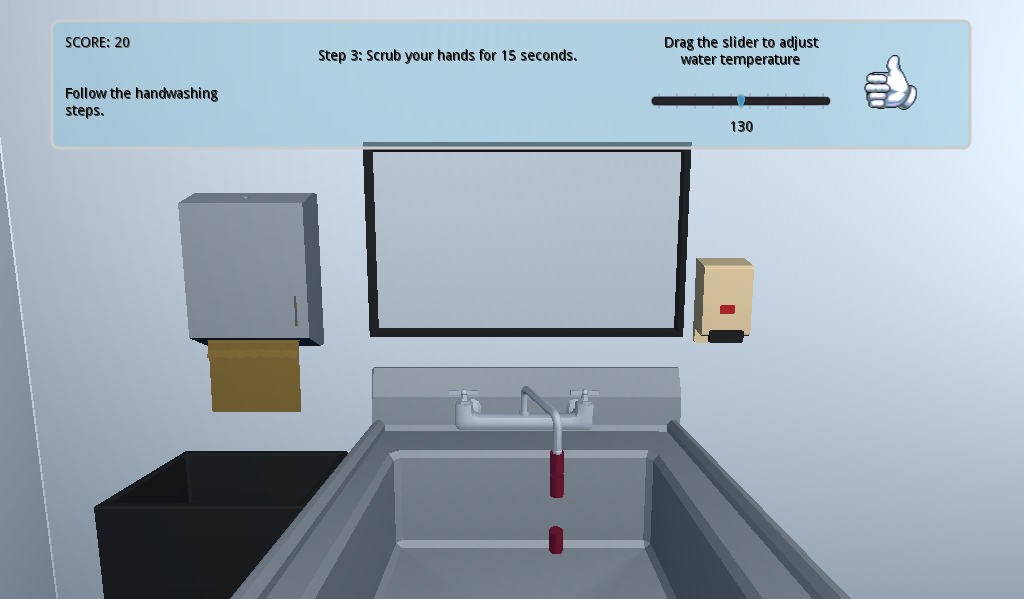 SCORE: 20
Step 3: Scrub your hands for 15 seconds.
Drag the slider to adjust
water temperature
Follow the handwashing
steps.
130